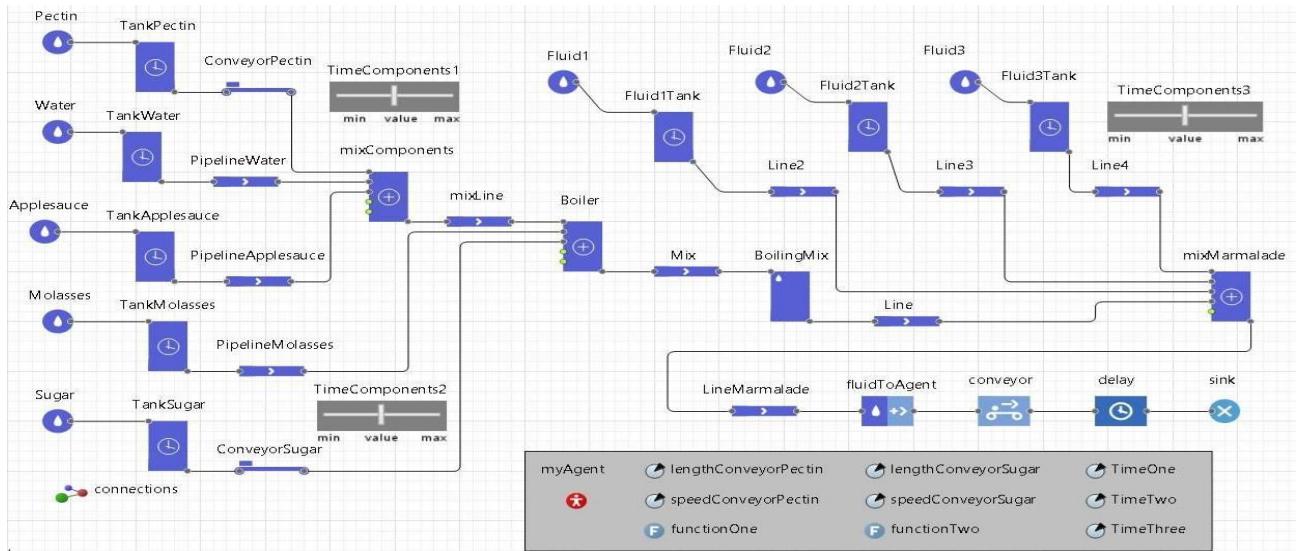 Pectin
TankPectin
ConveyorPectin
TimeComponents1
min value max
Water
TankWater
PipelineWater
mixComponents
Applesauce
TankApplesauce
PipelineApplesauce
mixLine
Boiler
Molasses
TankMolasses
PipelineMolasses
Sugar
TankSugar
ConveyorSugar
TimeComponents2
min value max
connections
Fluid1
Fluid1Tank
Line2
Fluid2
Fluid2Tank
Line3
Fluid3
Fluid3Tank
Line4
TimeComponents3
min value max
Mix
BoilingMix
Line
mixMarmalade
LineMarmalade
fluidToAgent
conveyor
delay
sink
myAgent
lengthConveyorPectin
lengthConveyorSugar
TimeOne
speedConveyorPectin
speedConveyorSugar
TimeTwo
F functionOne
F functionTwo
TimeThree